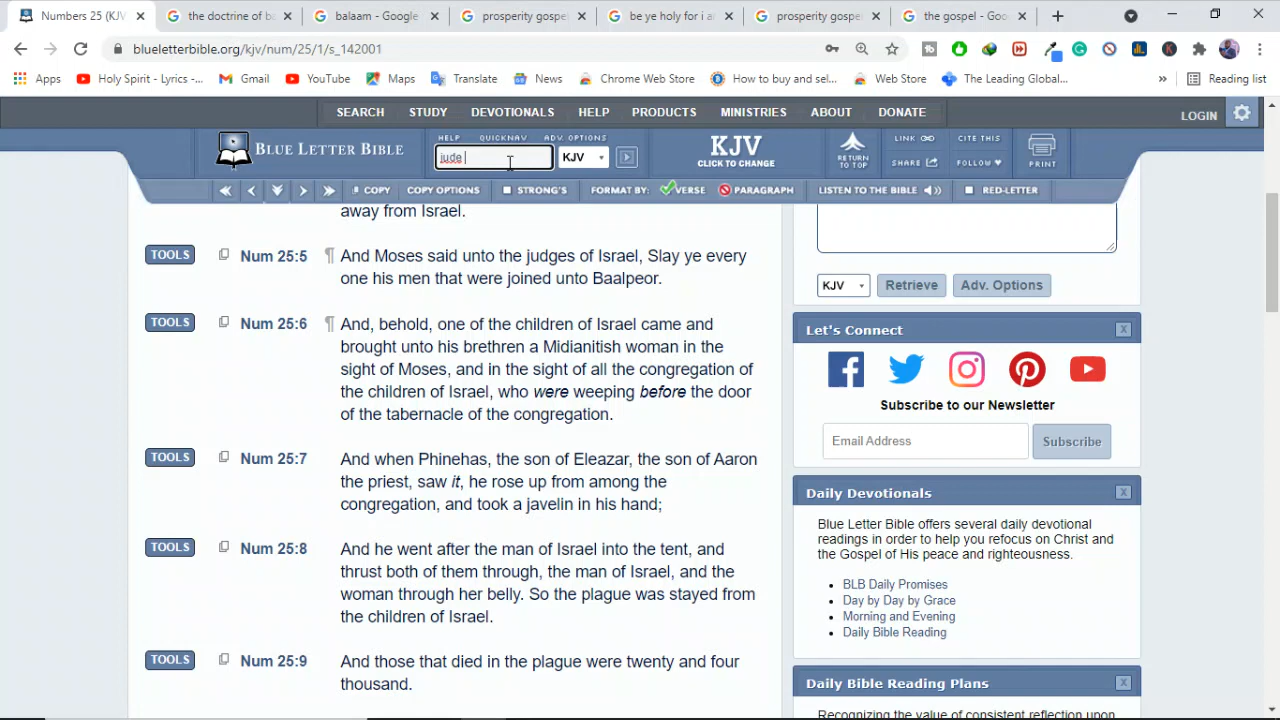 Numbers 25 (KJV
the doctrine of ba
balaam - Google
prosperity gospel
be ye holy for i a
prosperity gospe
the gospel - Goo
blueletterbible.org/kjv/num/25/1/s_142001
Apps
Holy Spirit - Lyrics -...
Gmail
YouTube
Maps
Translate
News
Chrome Web Store
How to buy and sel...
Web Store
The Leading Global...
»
Reading list
SEARCH
STUDY
DEVOTIONALS
HELP
PRODUCTS
MINISTRIES
ABOUT
DONATE
LOGIN
BLUE LETTER BIBLE
HELP
QUICKNAV
ADV. OPTIONS
jude
KJV
KJV
CLICK TO CHANGE
RETURN
TO TOP
LINK
CITE THIS
SHARE
FOLLOW
PRINT
COPY
COPY OPTIONS
STRONG'S
FORMAT BY:
VERSE
PARAGRAPH
LISTEN TO THE BIBLE
RED-LETTER
away from Israel.
TOOLS
Num 25:5
¶ And Moses said unto the judges of Israel, Slay ye every
one his men that were joined unto Baalpeor.
TOOLS
Num 25:6
¶ And, behold, one of the children of Israel came and
brought unto his brethren a Midianitish woman in the
sight of Moses, and in the sight of all the congregation of
the children of Israel, who were weeping before the door
of the tabernacle of the congregation.
TOOLS
Num 25:7
And when Phinehas, the son of Eleazar, the son of Aaron
the priest, saw it, he rose up from among the
congregation, and took a javelin in his hand;
TOOLS
Num 25:8
And he went after the man of Israel into the tent, and
thrust both of them through, the man of Israel, and the
woman through her belly. So the plague was stayed from
the children of Israel.
TOOLS
Num 25:9
And those that died in the plague were twenty and four
thousand.
KJV
Retrieve
Adv. Options
Let's Connect
X
Subscribe to our Newsletter
Email Address
Subscribe
Daily Devotionals
X
Blue Letter Bible offers several daily devotional
readings in order to help you refocus on Christ and
the Gospel of His peace and righteousness.
BLB Daily Promises
Day by Day by Grace
Morning and Evening
Daily Bible Reading
Daily Bible Reading Plans
X
Recognizing the value of consistent reflection upon